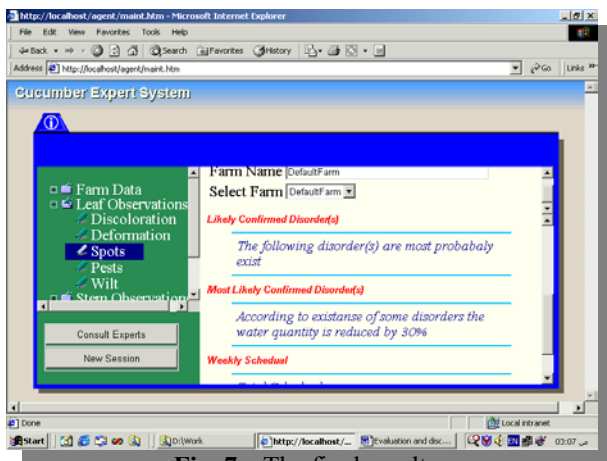 http://localhost/agent/maint.htm - Microsoft Internet Explorer
File Edit View Favorites Tools Help
Back Search Favorites History
Address http://localhost/agent/maint.htm Go Links »
Cucumber Expert System
Farm Name DefaultFarm
Select Farm DefaultFarm
Farm Data
Leaf Observations
Discoloration
Deformation
Spots
Pests
Wilt
Stem Observations
Consult Experts
New Session
Likely Confirmed Disorder(s)
The following disorder(s) are most probabaly
exist
Most Likely Confirmed Disorder(s)
According to existanse of some disorders the
water quantity is reduced by 30%
Weekly Schedual
Done Local intranet
Start D:\Work http://localhost/... Evaluation and disc... EN 03:07 ص